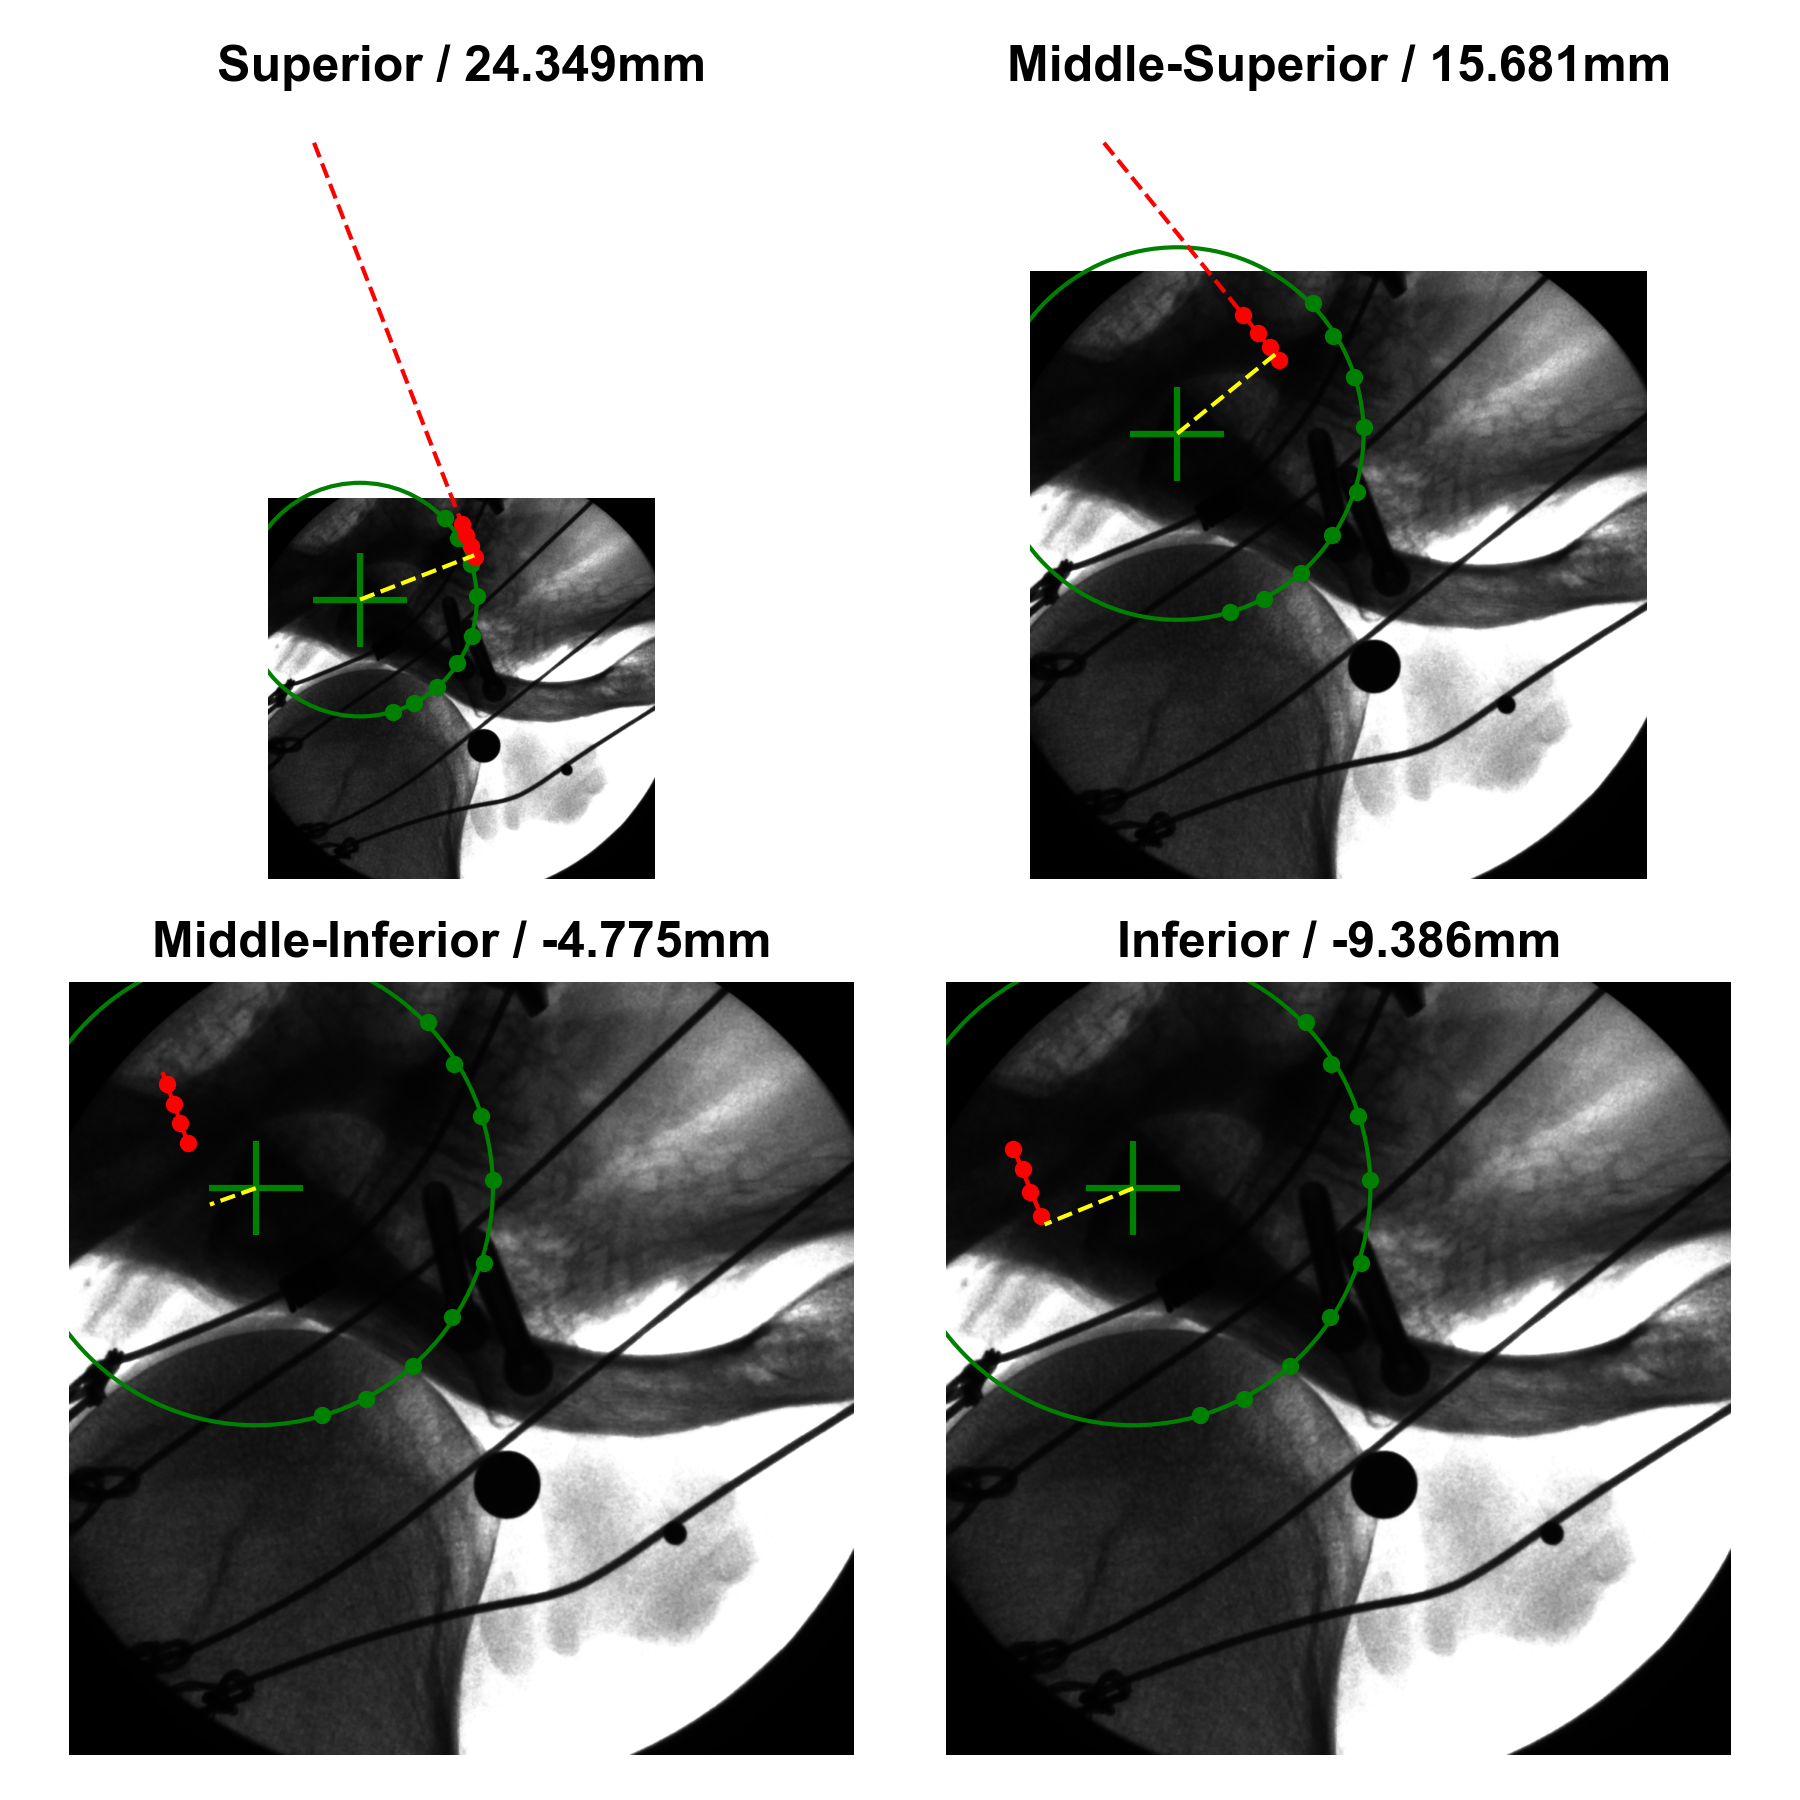 Superior / 24.349mm
Middle-Superior / 15.681mm
Middle-Inferior / -4.775mm
Inferior / -9.386mm